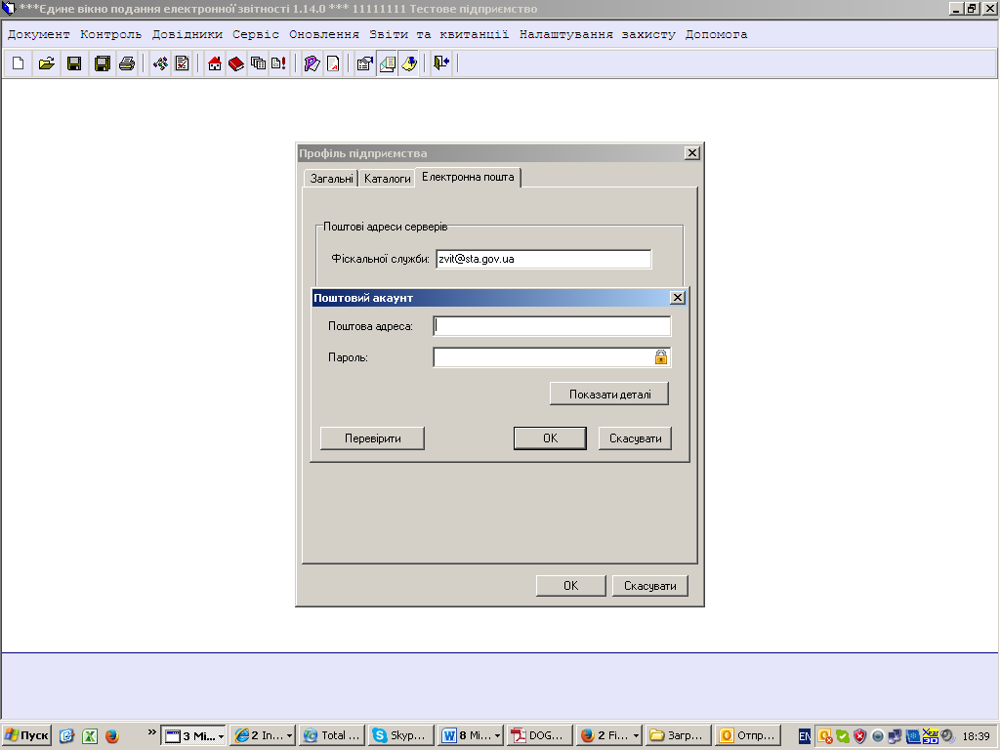 ***Єдине вікно подання електронної звітності 1.14.0 *** 11111111 Тестове підприємство
Документ Контроль Довідники Сервіс Оновлення Звіти та квитанції Налаштування захисту Допомога
Профіль підприємства
Загальні Каталоги Електронна пошта
Поштові адреси серверів
Фіскальної служби: zvit@sta.gov.ua
Поштовий акаунт
Поштова адреса:
Пароль:
Показати деталі
Перевірити ОК Скасувати
ОК Скасувати
Пуск » 3 Mi... 2 In... Total ... Skyp... 8 Mi... DOG... 2 Fi... Загр... Отпр... EN 18:39